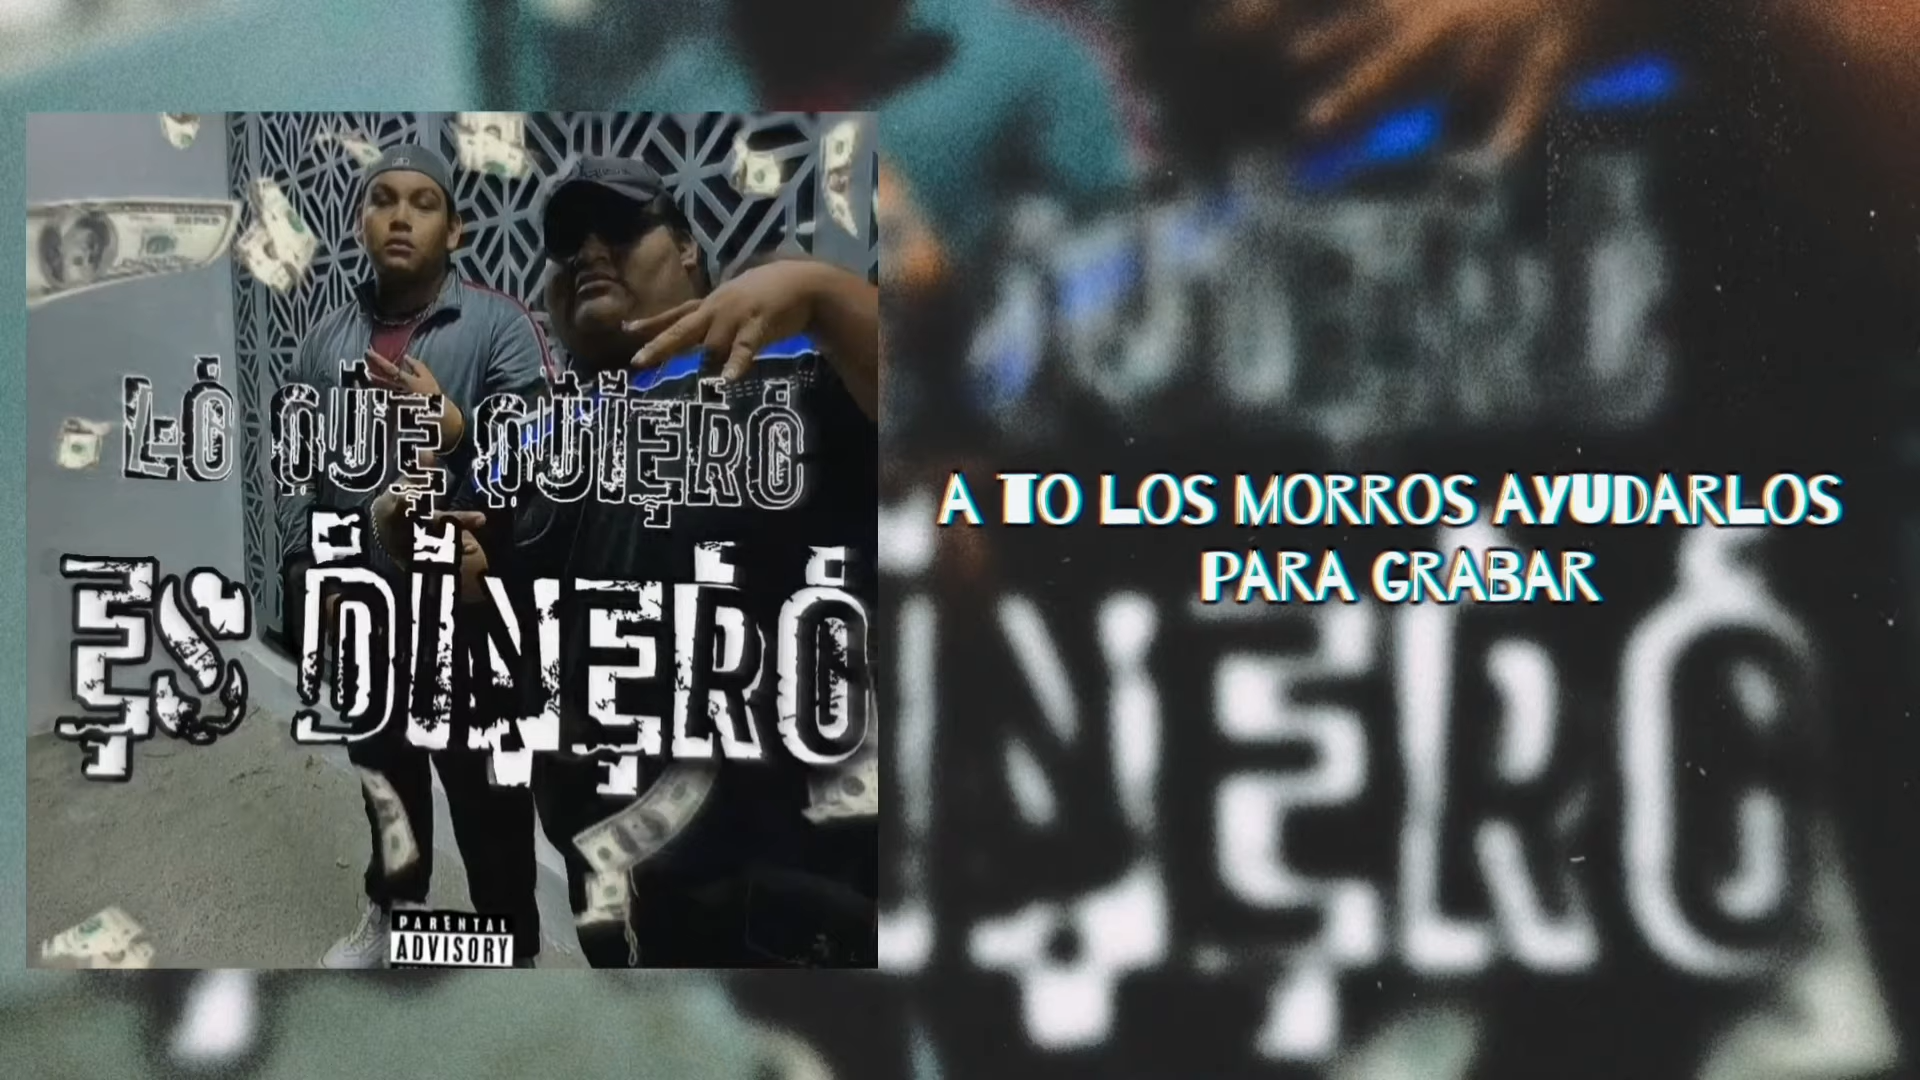 LO QUE QUIERO
ES DINERO
PARENTAL
ADVISORY
A TO LOS MORROS AYUDARLOS
PARA GRABAR